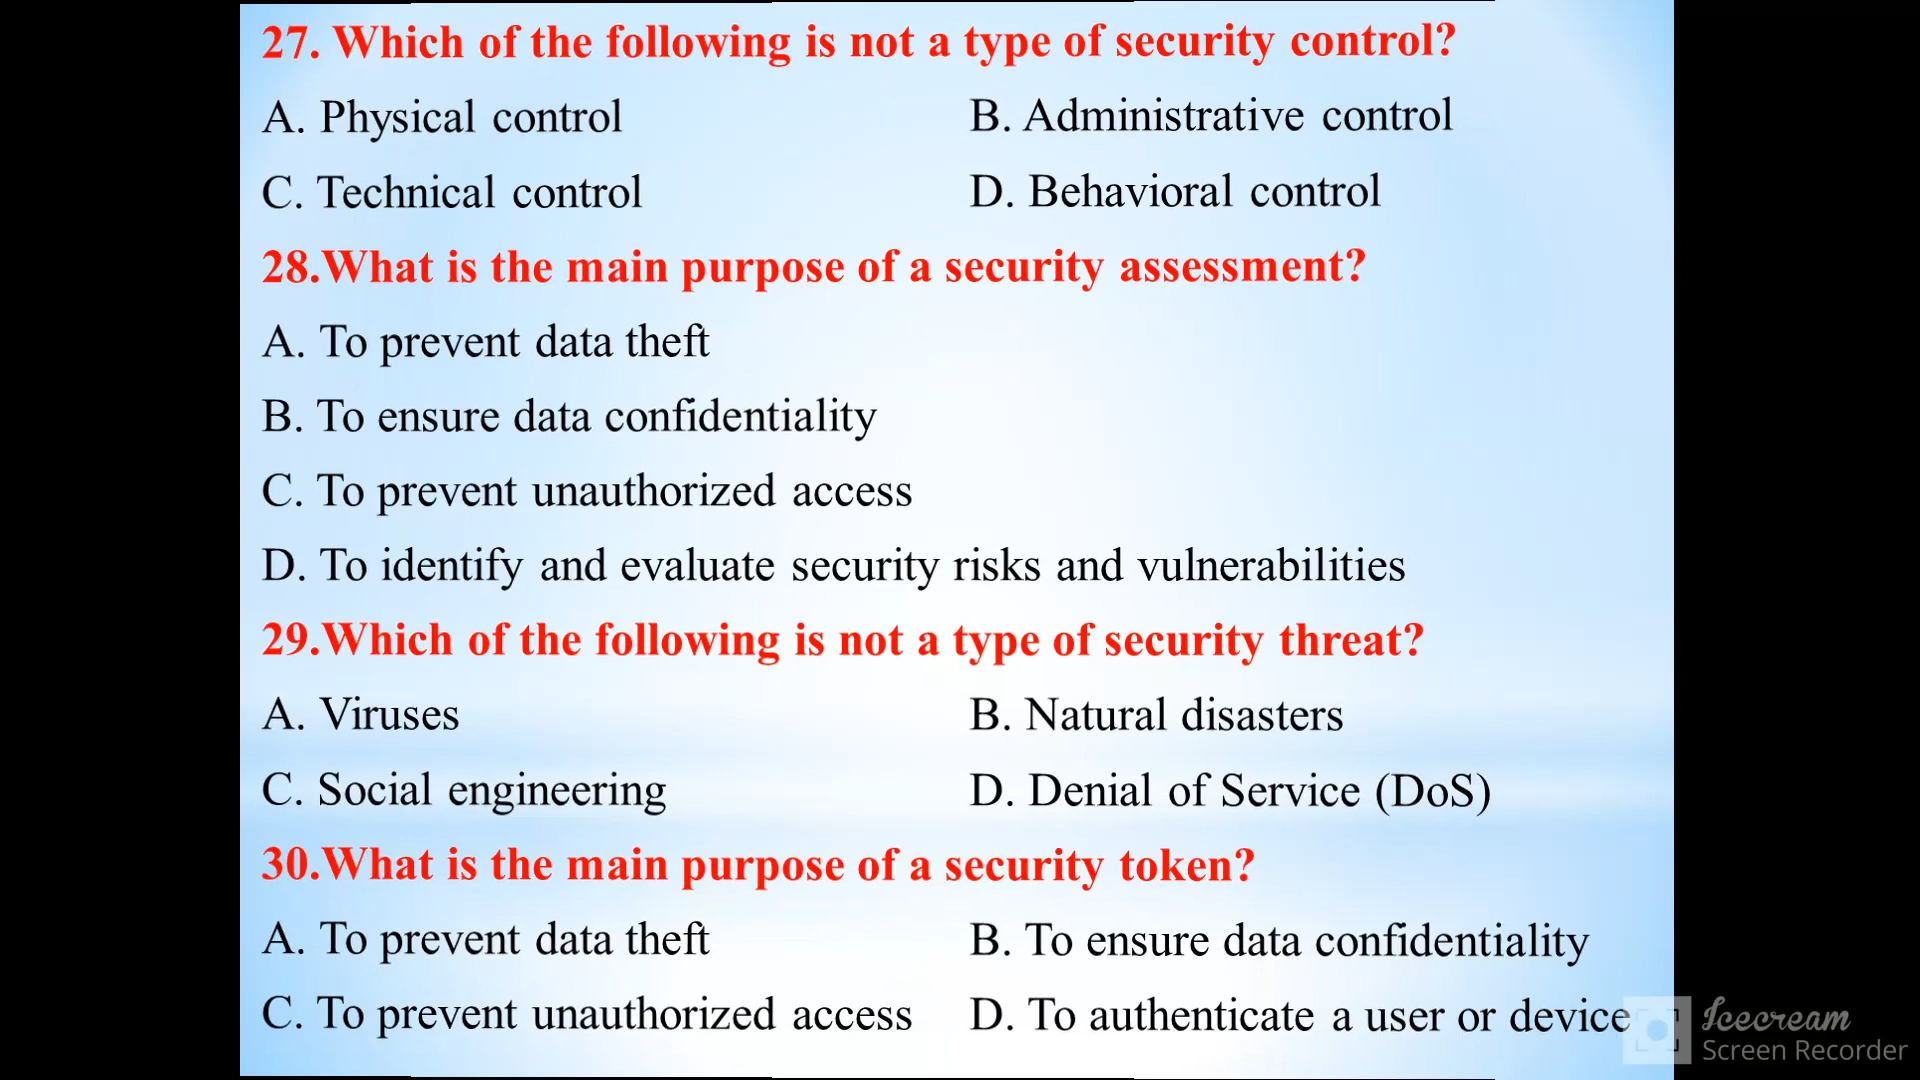 27. Which of the following is not a type of security control?
A. Physical control B. Administrative control
C. Technical control D. Behavioral control
28.What is the main purpose of a security assessment?
A. To prevent data theft
B. To ensure data confidentiality
C. To prevent unauthorized access
D. To identify and evaluate security risks and vulnerabilities
29.Which of the following is not a type of security threat?
A. Viruses B. Natural disasters
C. Social engineering D. Denial of Service (DoS)
30.What is the main purpose of a security token?
A. To prevent data theft B. To ensure data confidentiality
C. To prevent unauthorized access D. To authenticate a user or device
Icecream
Screen Recorder